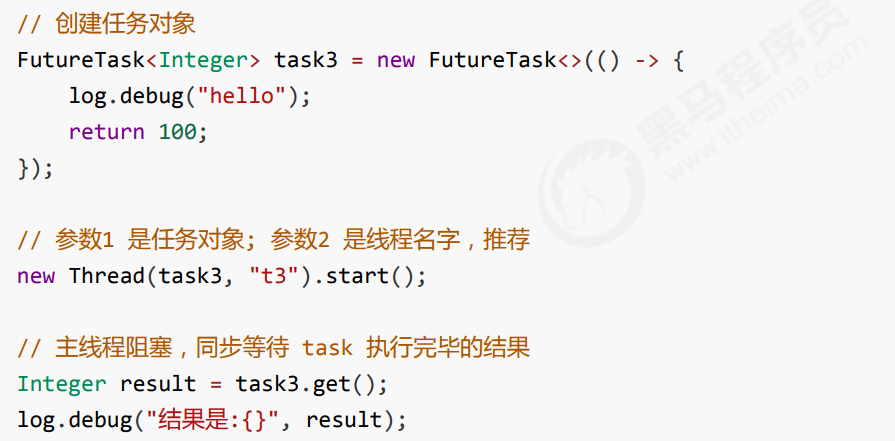 // 创建任务对象
FutureTask<Integer> task3 = new FutureTask<>(() -> {
    log.debug("hello");
    return 100;
});

// 参数1 是任务对象; 参数2 是线程名字，推荐
new Thread(task3, "t3").start();

// 主线程阻塞，同步等待 task 执行完毕的结果
Integer result = task3.get();
log.debug("结果是:{}", result);
黑马程序员
www.itheima.com